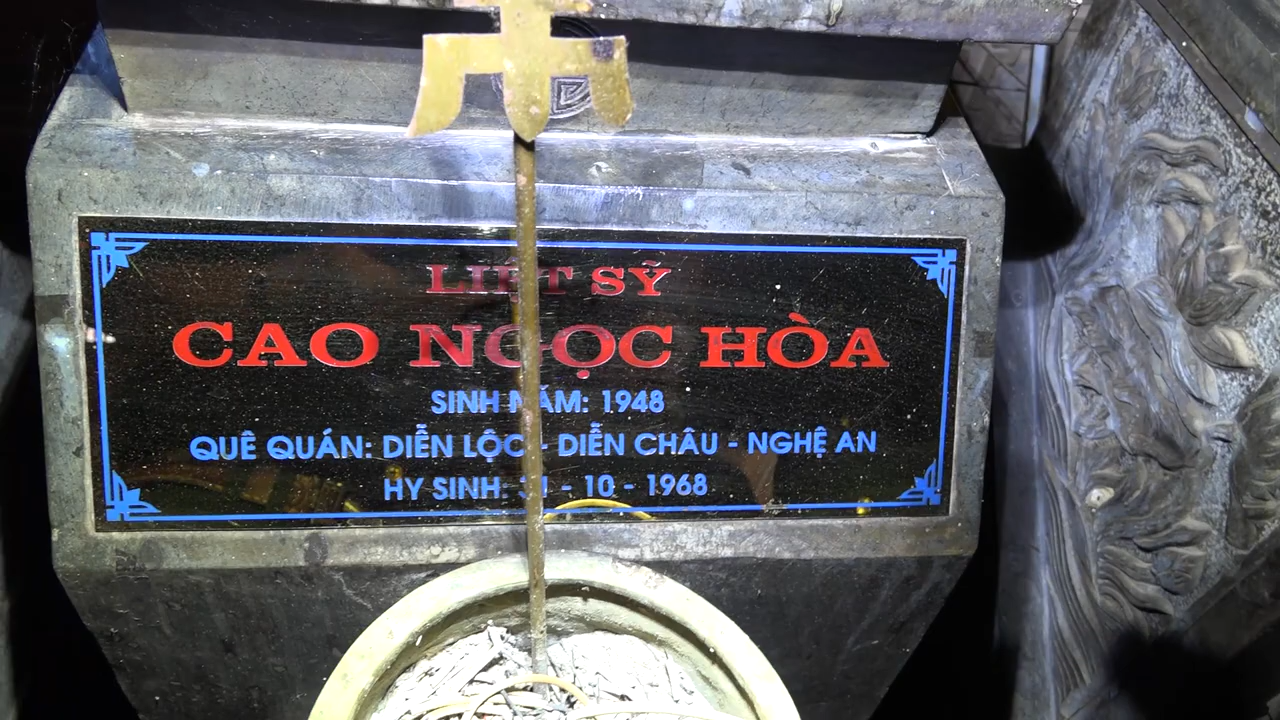 LIỆT SỸ
CAO NGỌC HÒA
SINH NĂM: 1948
QUÊ QUÁN: DIỄN LỘC - DIỄN CHÂU - NGHỆ AN
HY SINH: 31 - 10 - 1968